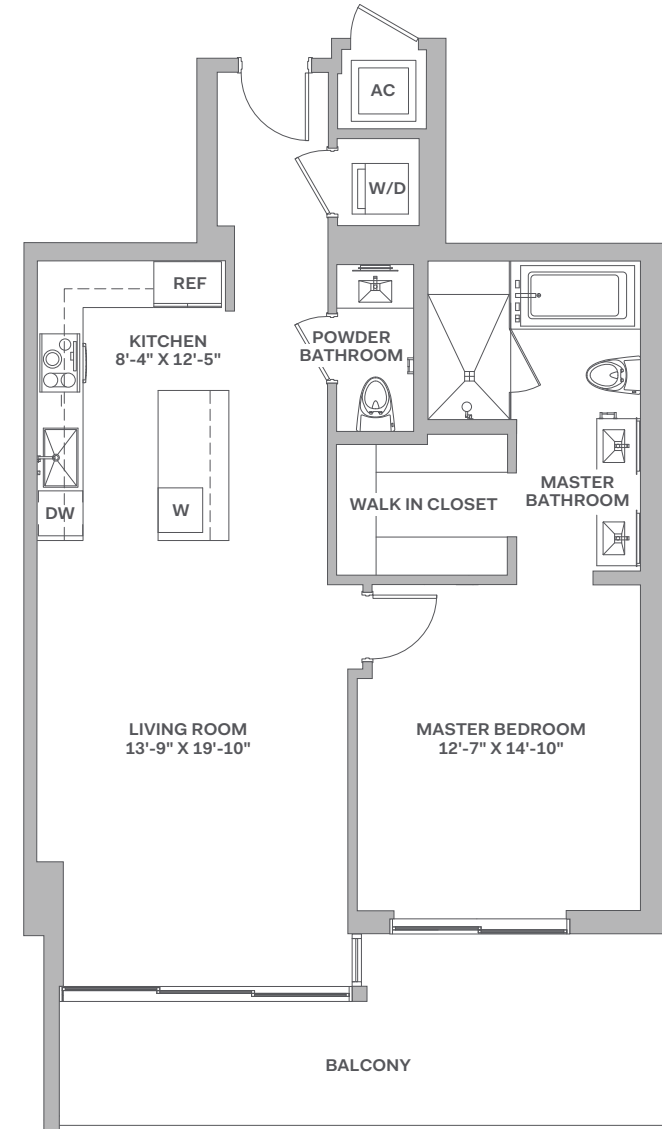 AC
W/D
REF
KITCHEN
8'-4" X 12'-5"
POWDER
BATHROOM
MASTER
BATHROOM
WALK IN CLOSET
DW
W
LIVING ROOM
13'-9" X 19'-10"
MASTER BEDROOM
12'-7" X 14'-10"
BALCONY